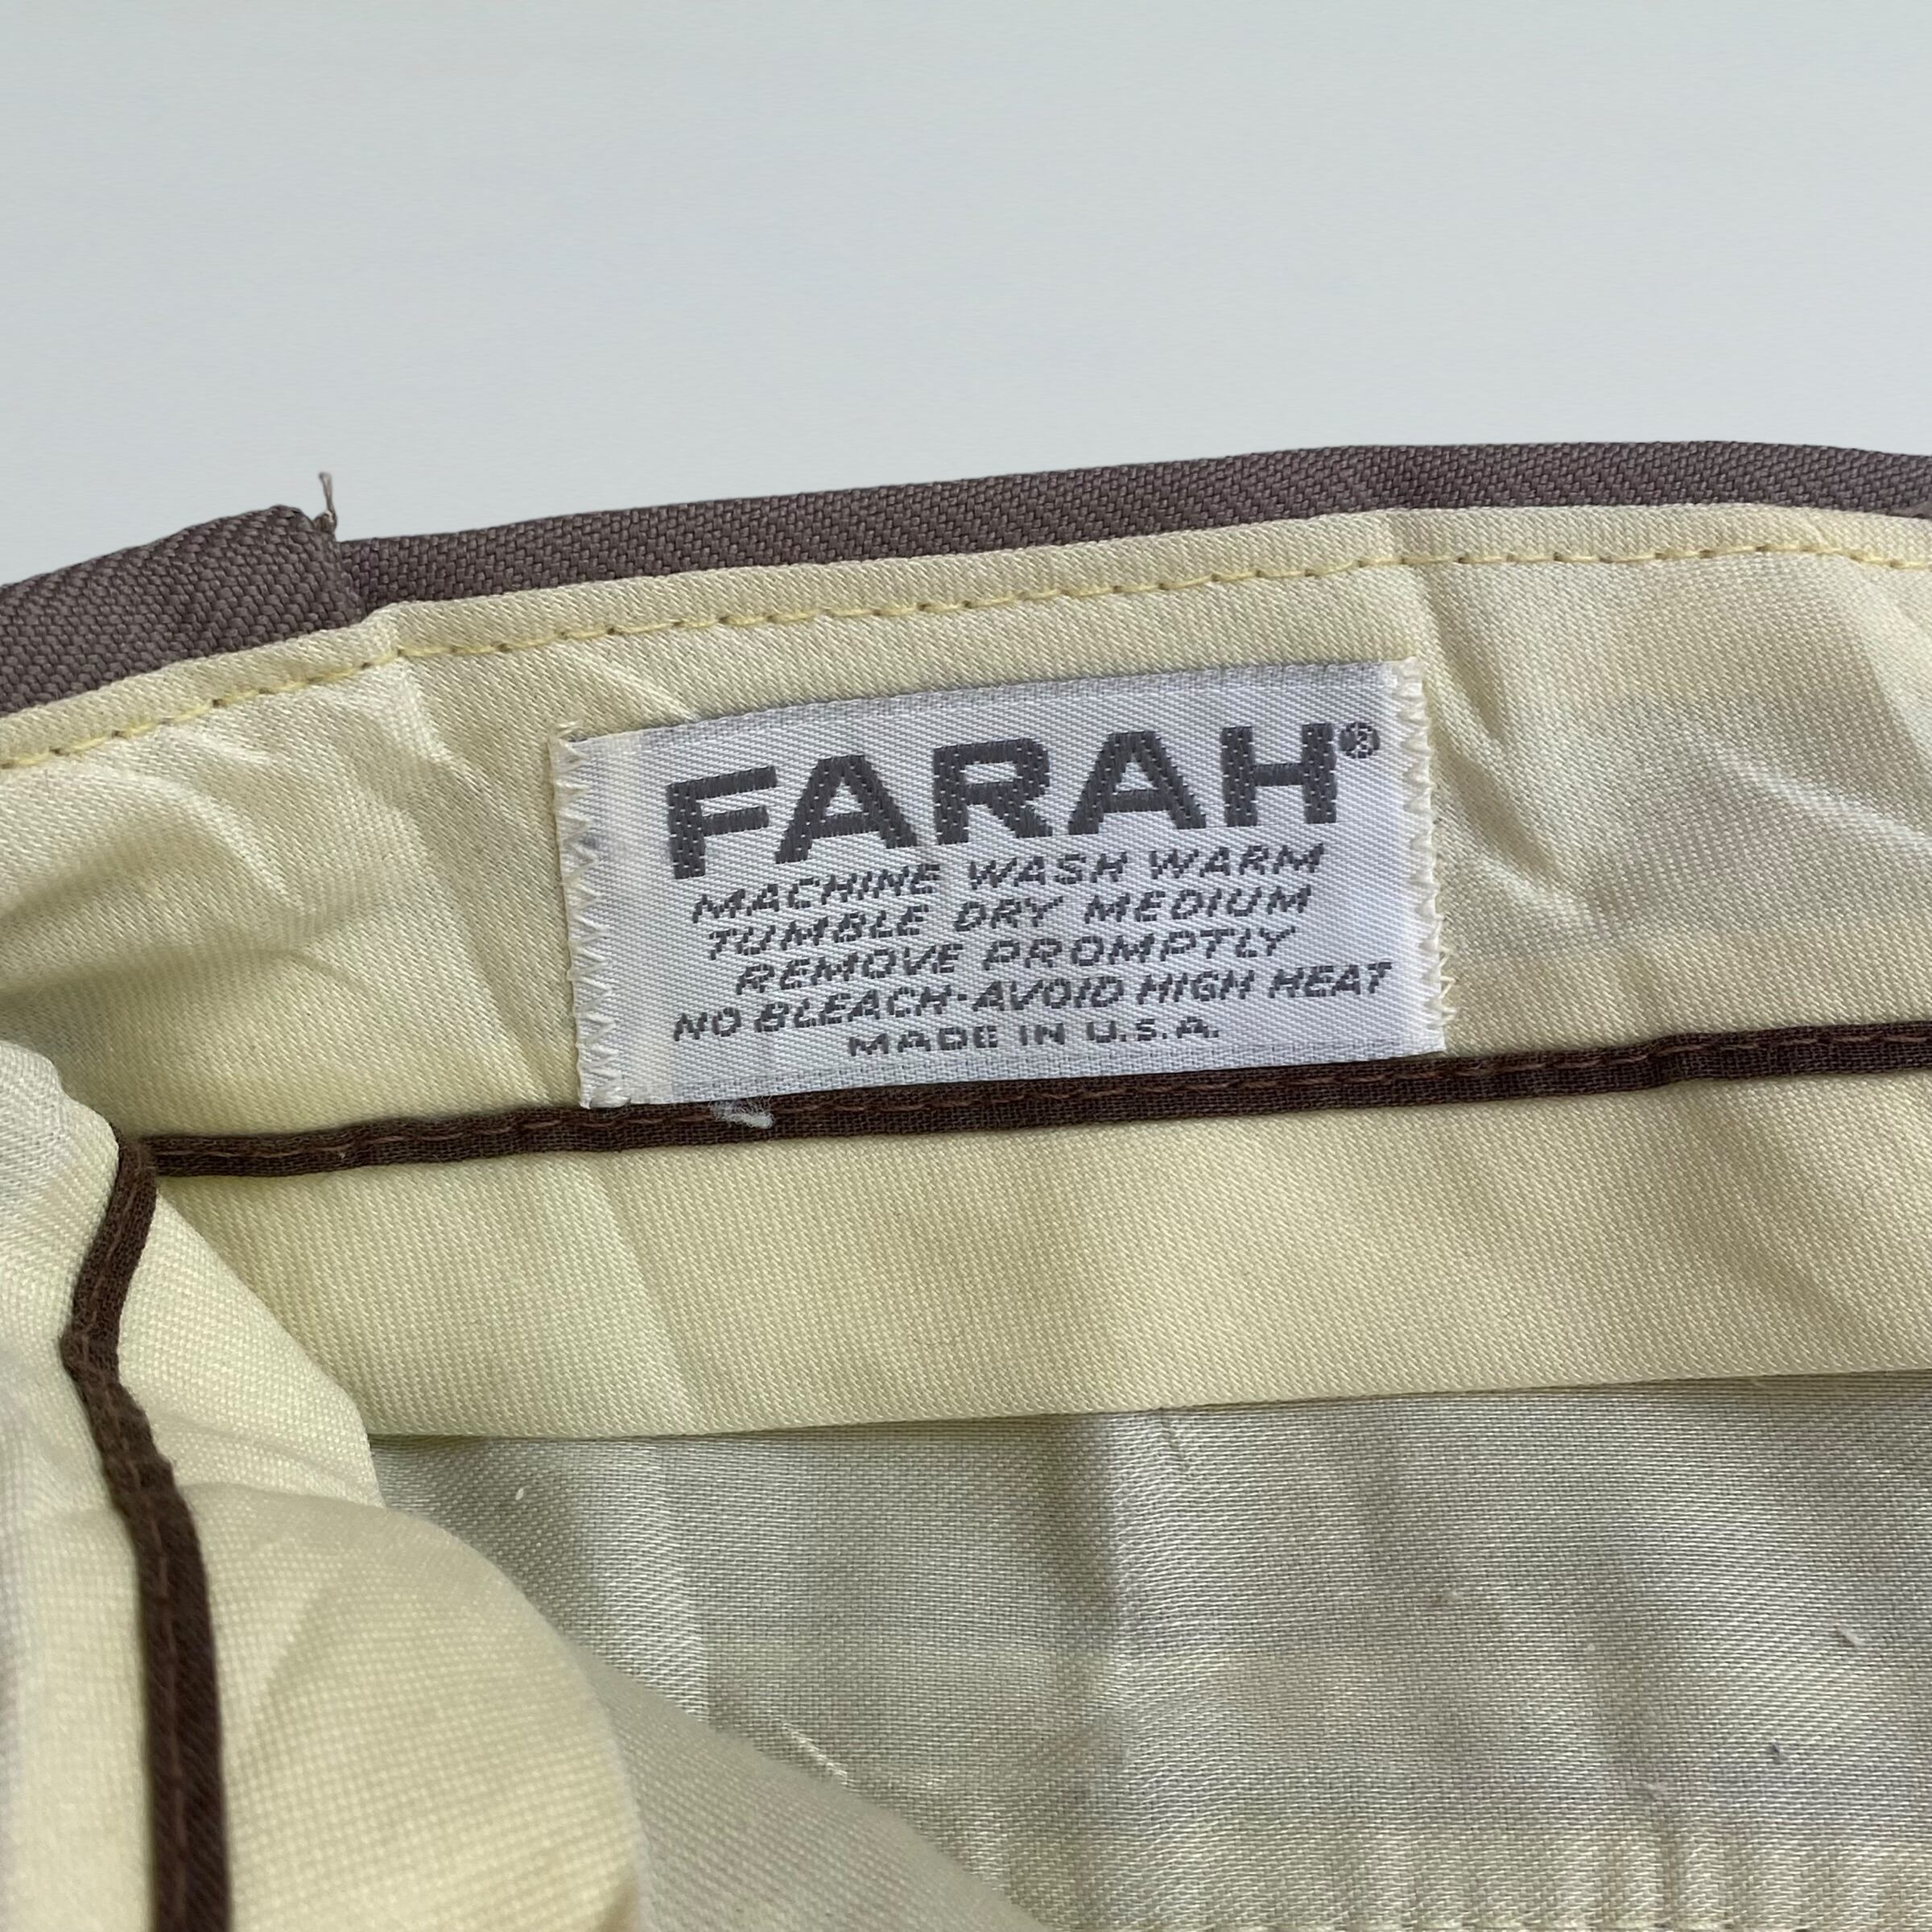 FARAH®
MACHINE WASH WARM
TUMBLE DRY MEDIUM
REMOVE PROMPTLY
NO BLEACH-AVOID HIGH HEAT
MADE IN U.S.A.